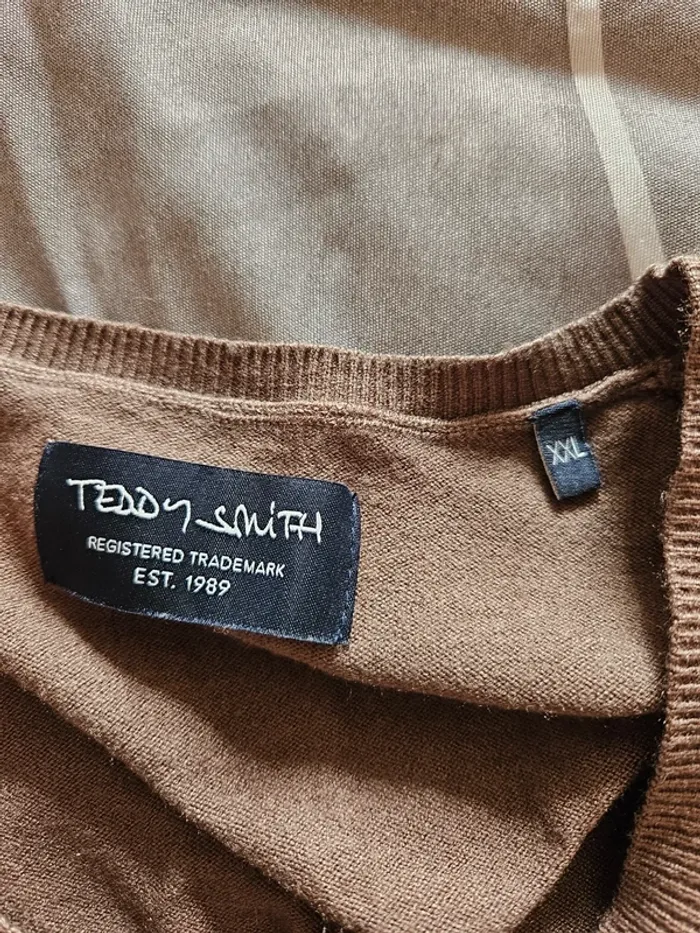 TEDDY SMITH
REGISTERED TRADEMARK
EST. 1989
XXL